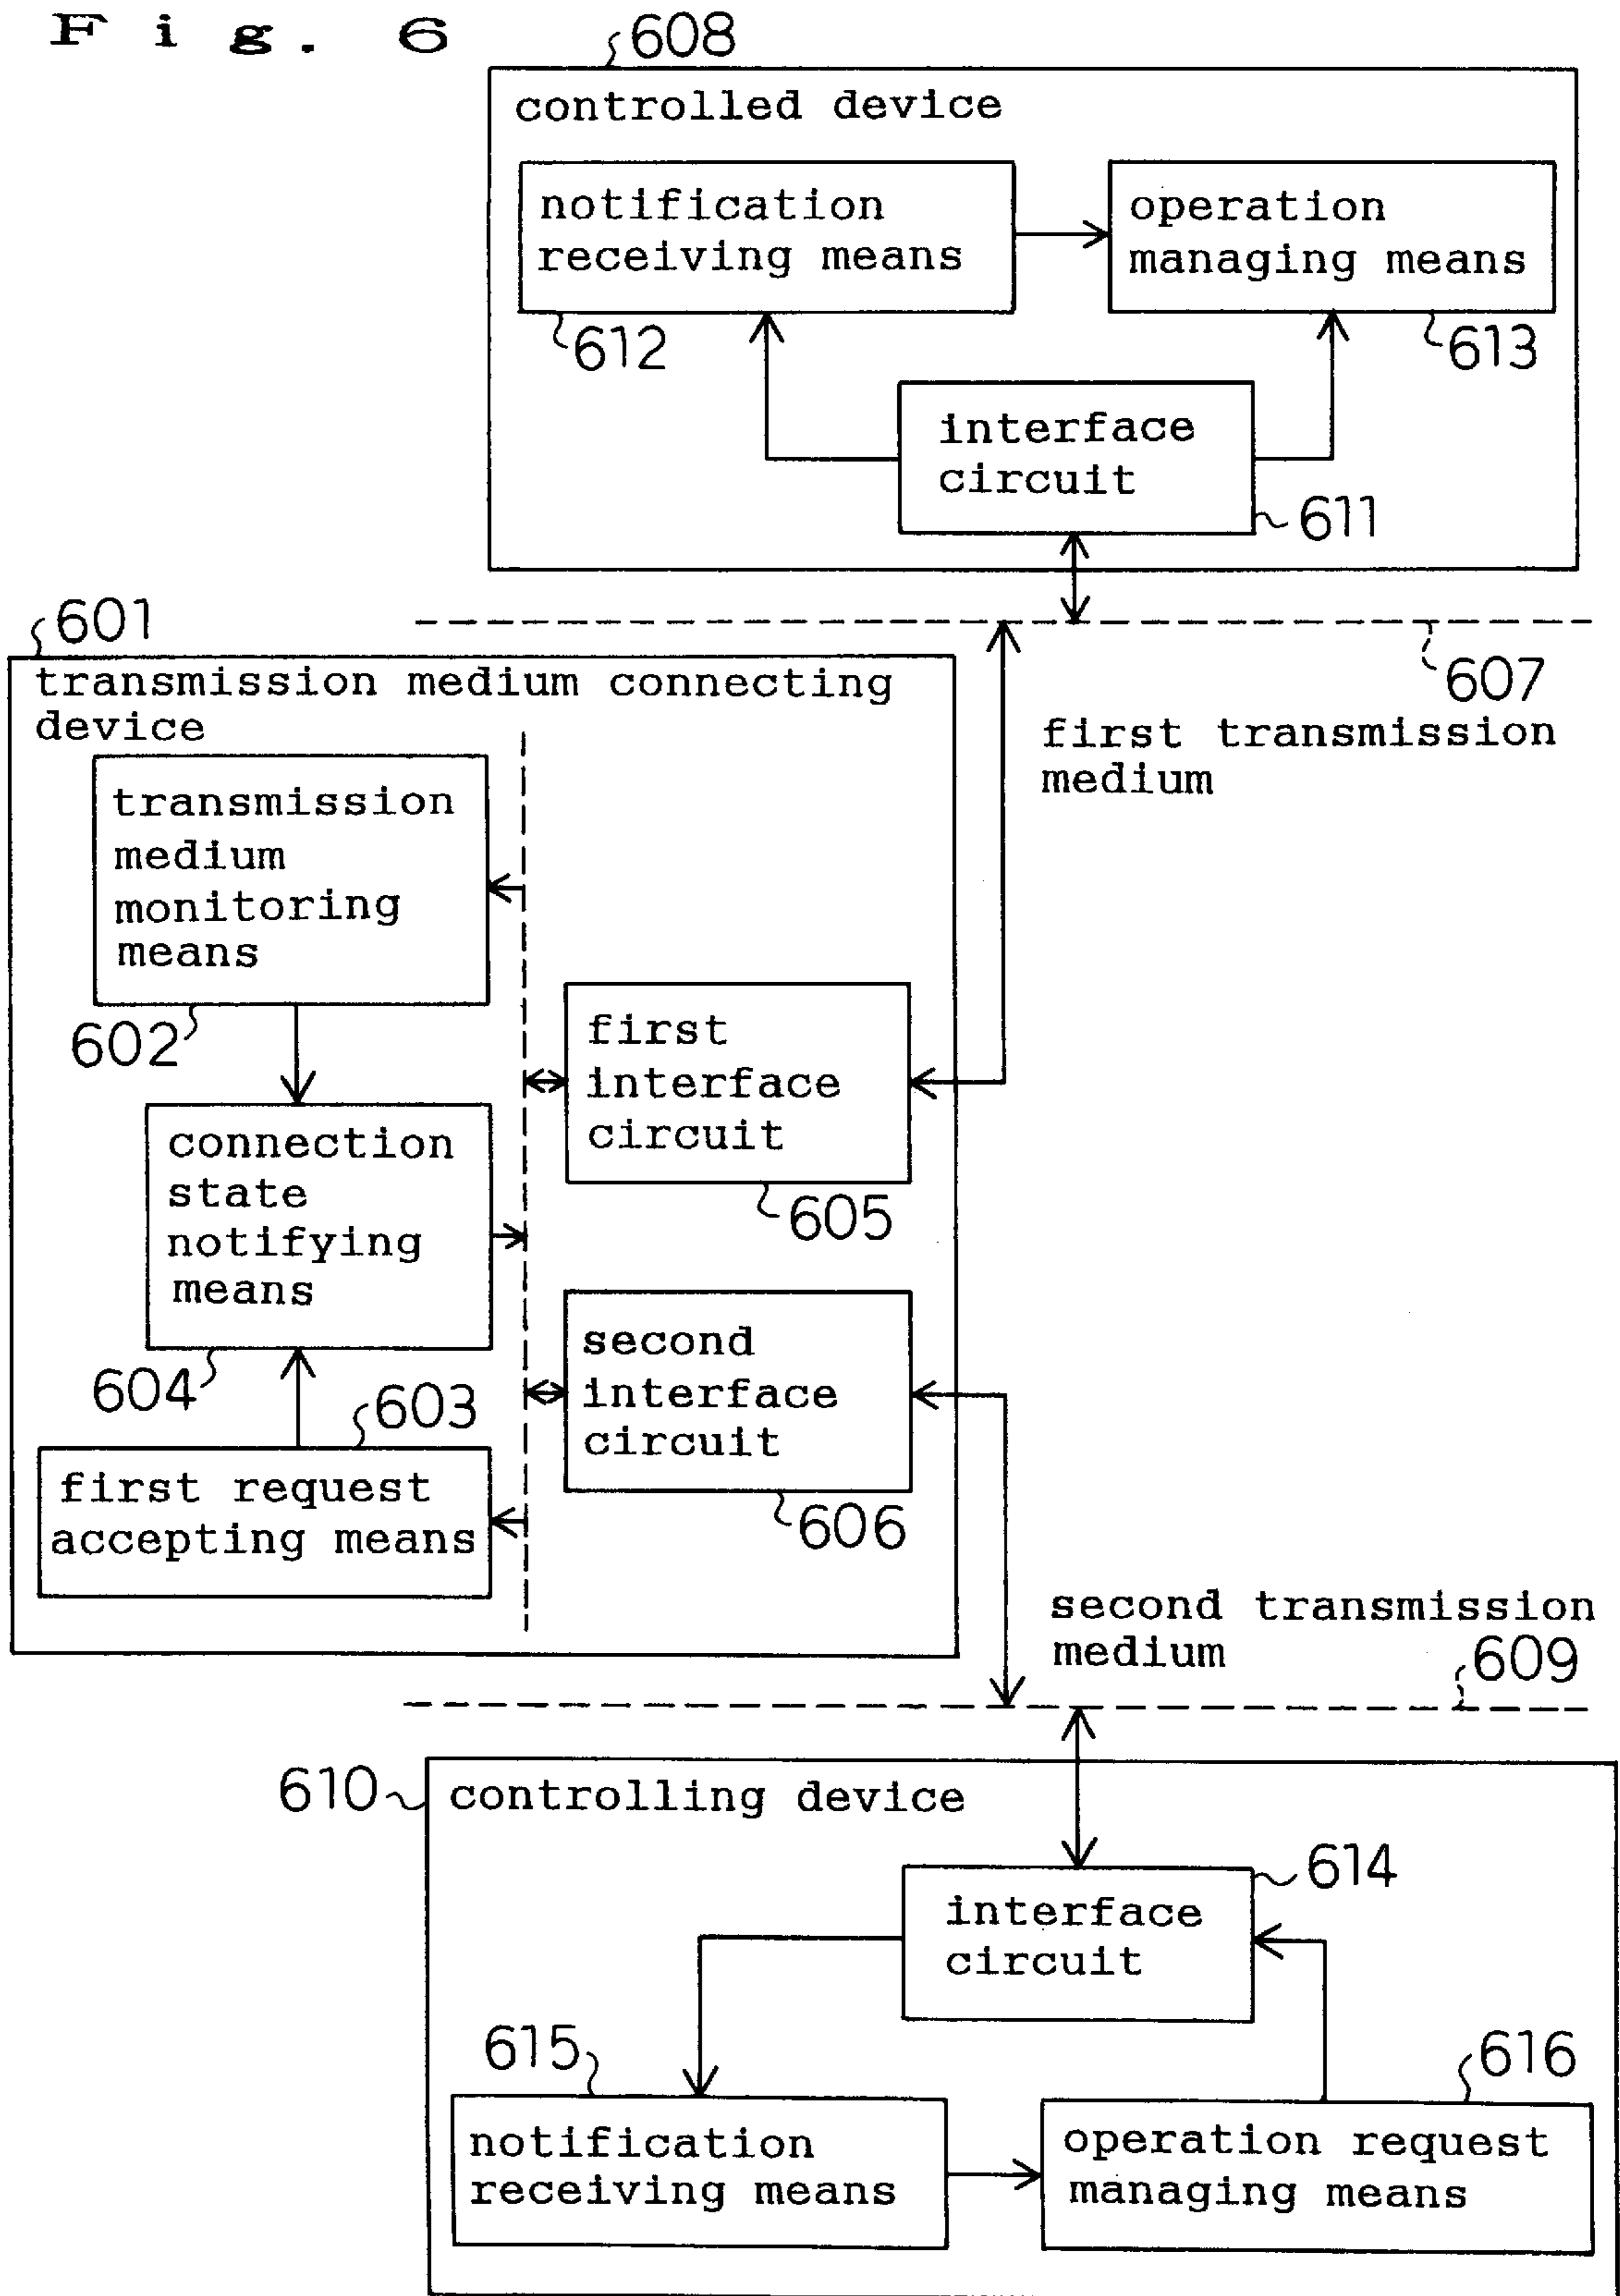 Fig. 6
608
controlled device
notification
receiving means
operation
managing means
612
613
interface
circuit
611
601
607
transmission medium connecting
device
first transmission
medium
transmission
medium
monitoring
means
602
first
interface
circuit
605
connection
state
notifying
means
604
second
interface
circuit
606
603
first request
accepting means
second transmission
medium
609
610
controlling device
614
interface
circuit
615
616
notification
receiving means
operation request
managing means